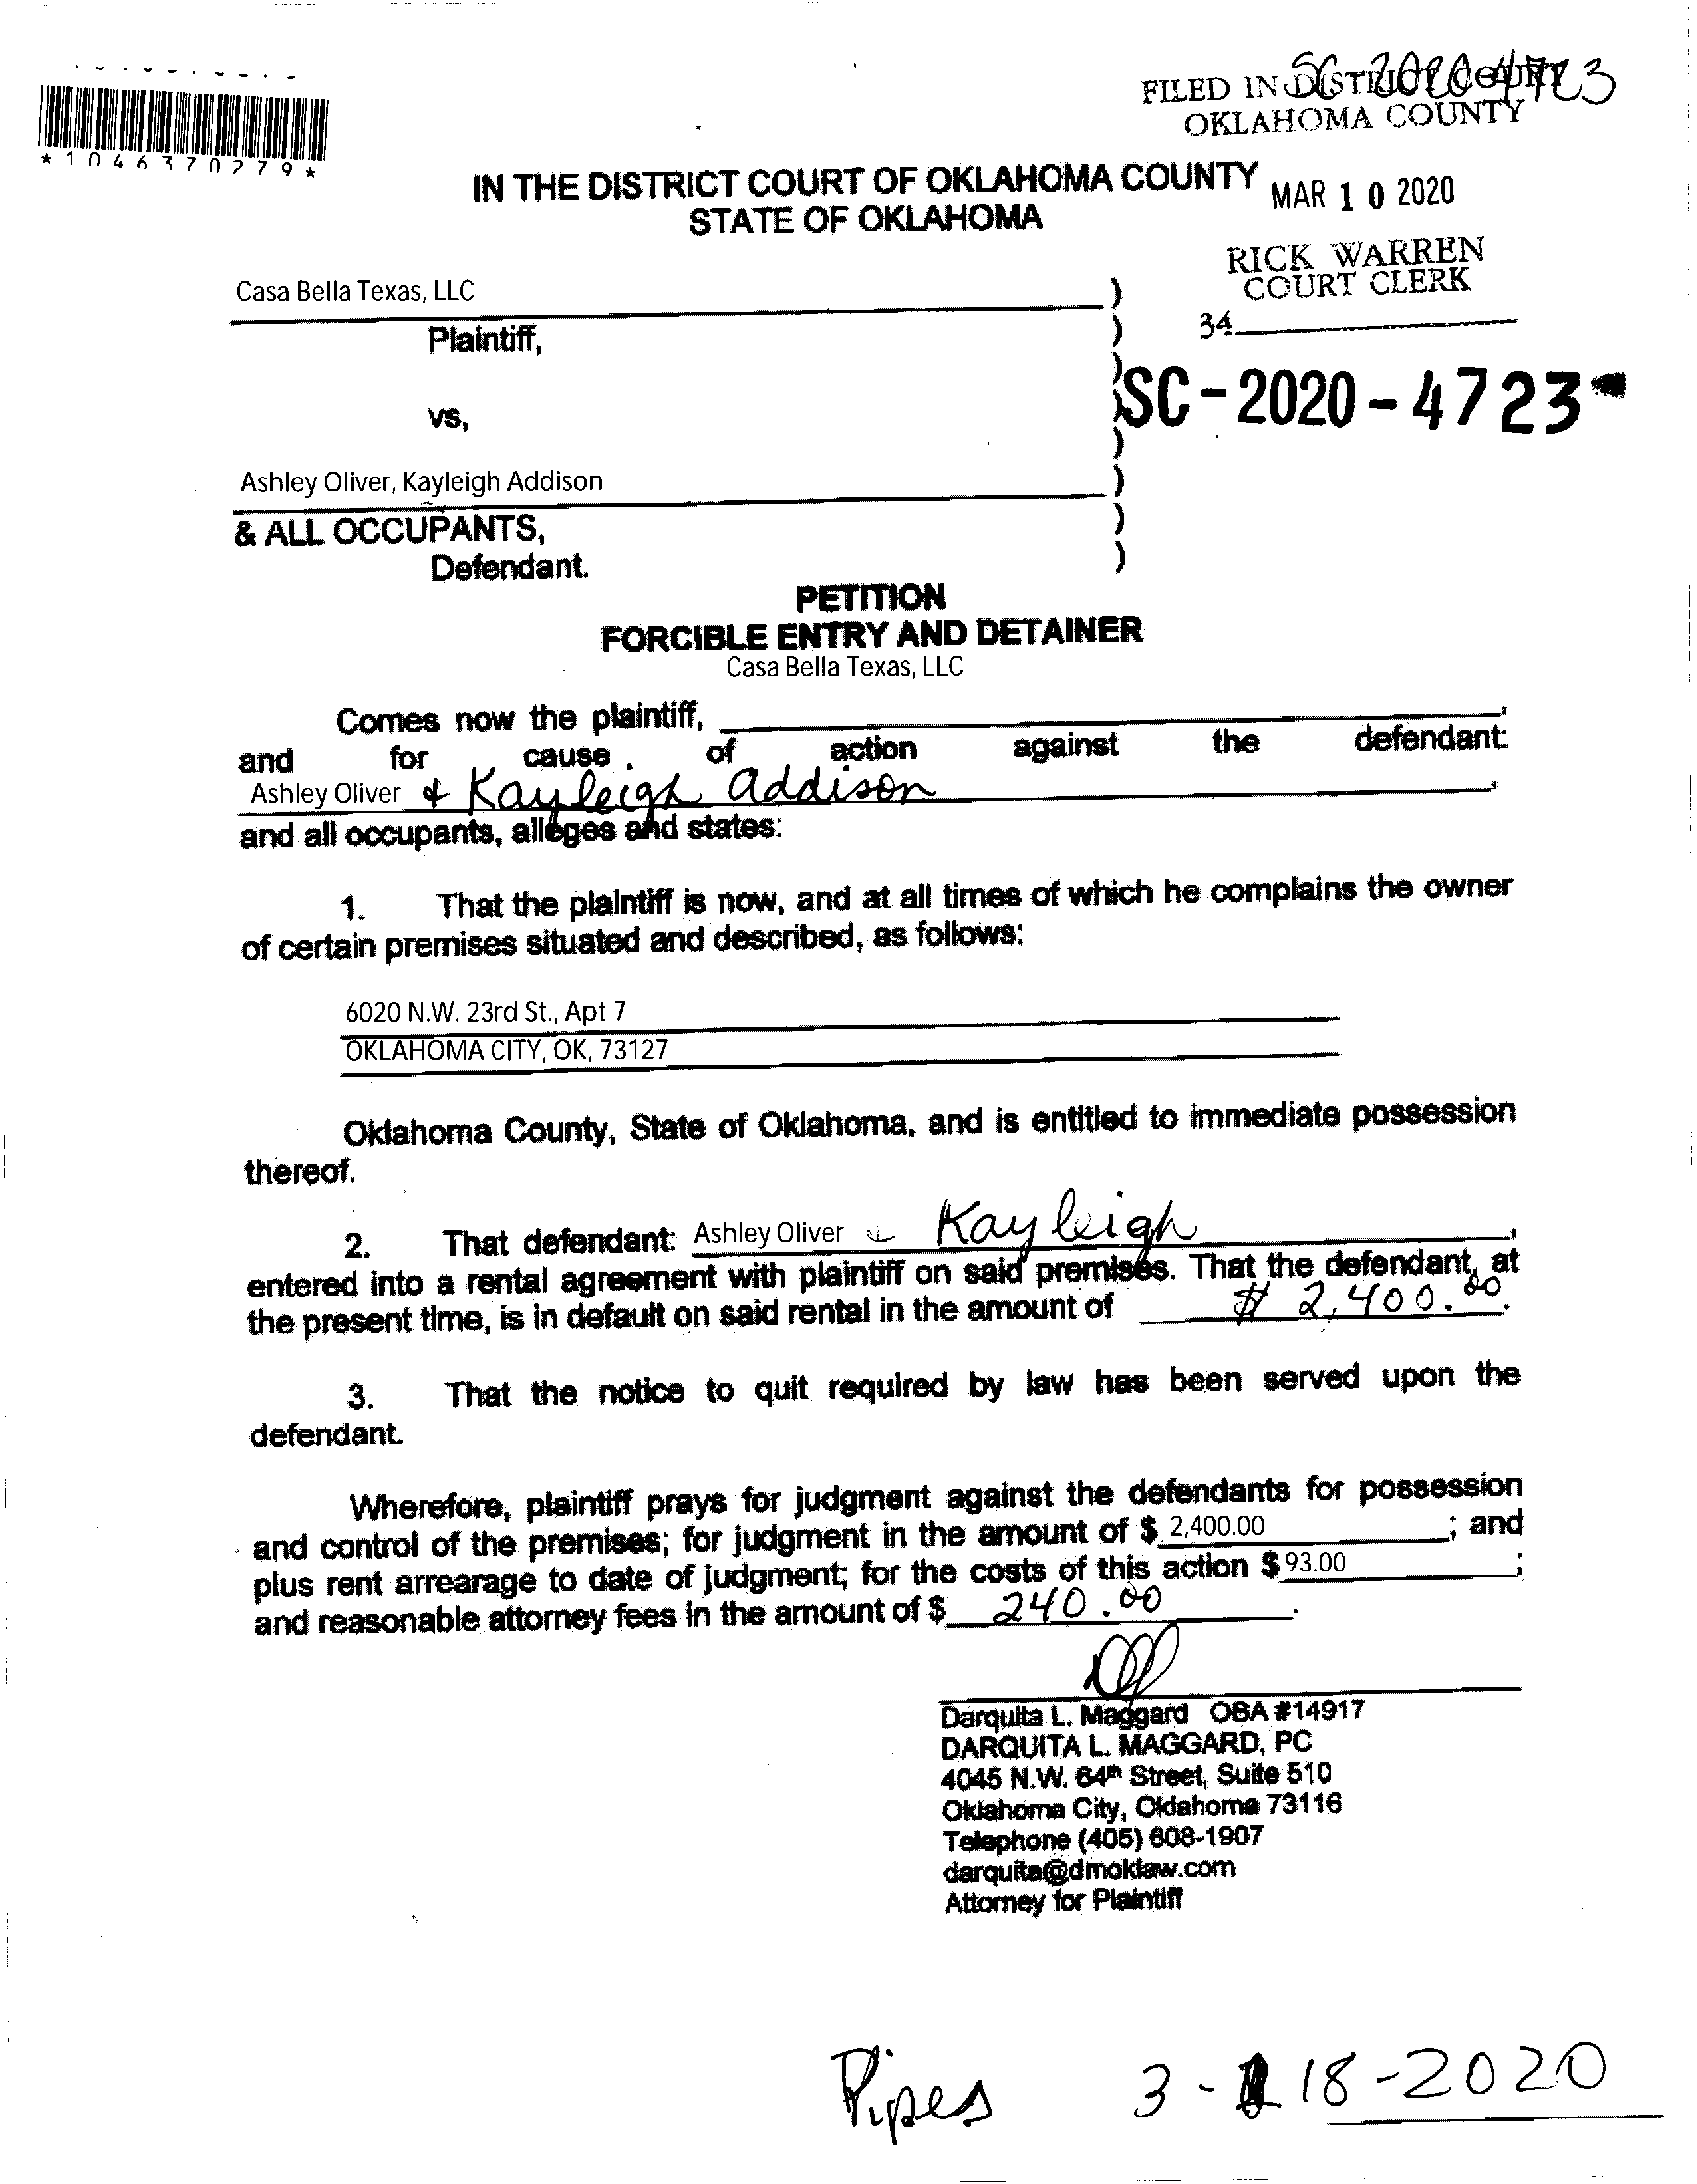 SC 2020 4723
FILED IN DISTRICT COURT
OKLAHOMA COUNTY
*1046370279*
IN THE DISTRICT COURT OF OKLAHOMA COUNTY
STATE OF OKLAHOMA
MAR 10 2020
RICK WARREN
COURT CLERK
34
Casa Bella Texas, LLC )
Plaintiff, )
)
SC-2020-4723
vs, )
Ashley Oliver, Kayleigh Addison )
& ALL OCCUPANTS, )
Defendant. )
PETITION
FORCIBLE ENTRY AND DETAINER
Casa Bella Texas, LLC
Comes now the plaintiff, ,
and for cause of action against the defendant:
Ashley Oliver & Kayleigh Addison
and all occupants, alleges and states:
1. That the plaintiff is now, and at all times of which he complains the owner
of certain premises situated and described, as follows:
6020 N.W. 23rd St., Apt 7
OKLAHOMA CITY, OK, 73127
Oklahoma County, State of Oklahoma, and is entitled to immediate possession
thereof.
2. That defendant: Ashley Oliver & Kayleigh ,
entered into a rental agreement with plaintiff on said premises. That the defendant, at
the present time, is in default on said rental in the amount of $ 2,400.00.
3. That the notice to quit required by law has been served upon the
defendant.
Wherefore, plaintiff prays for judgment against the defendants for possession
and control of the premises; for judgment in the amount of $ 2,400.00 ; and
plus rent arrearage to date of judgment; for the costs of this action $ 93.00 ;
and reasonable attorney fees in the amount of $ 240.00 .
Darquita L. Maggard OBA #14917
DARQUITA L. MAGGARD, PC
4045 N.W. 64th Street, Suite 510
Oklahoma City, Oklahoma 73116
Telephone (405) 608-1907
darquita@dmoklaw.com
Attorney for Plaintiff
Pipes 3-18-2020